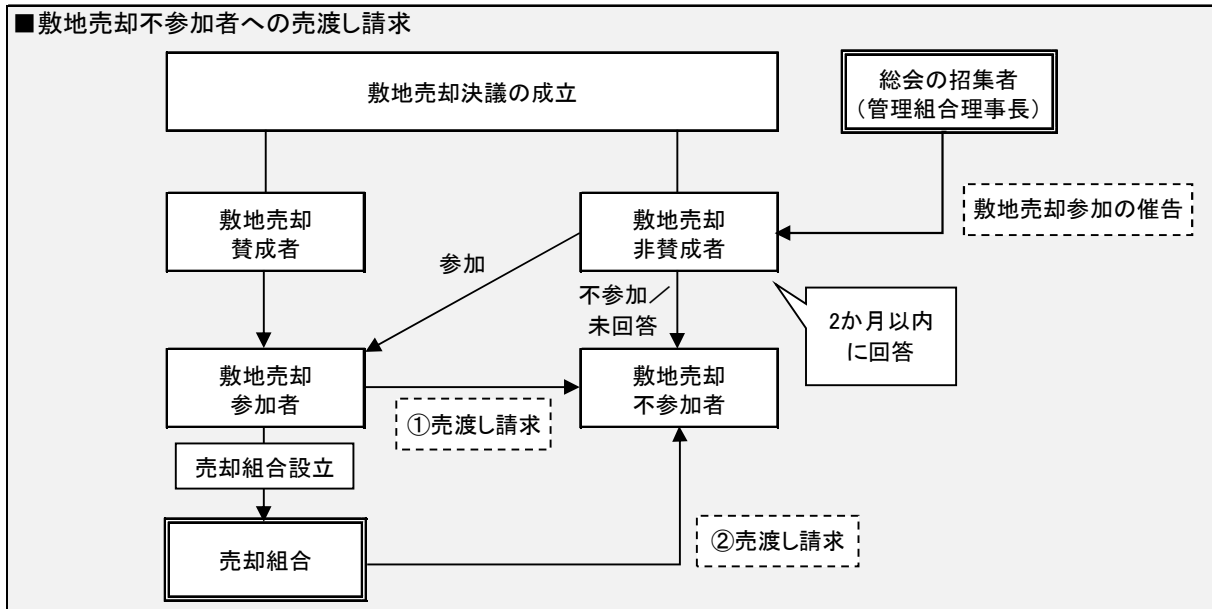 ■敷地売却不参加者への売渡し請求
敷地売却決議の成立
総会の招集者
（管理組合理事長）
敷地売却参加の催告
敷地売却
賛成者
敷地売却
非賛成者
参加
不参加／
未回答
2か月以内
に回答
敷地売却
参加者
敷地売却
不参加者
①売渡し請求
売却組合設立
②売渡し請求
売却組合